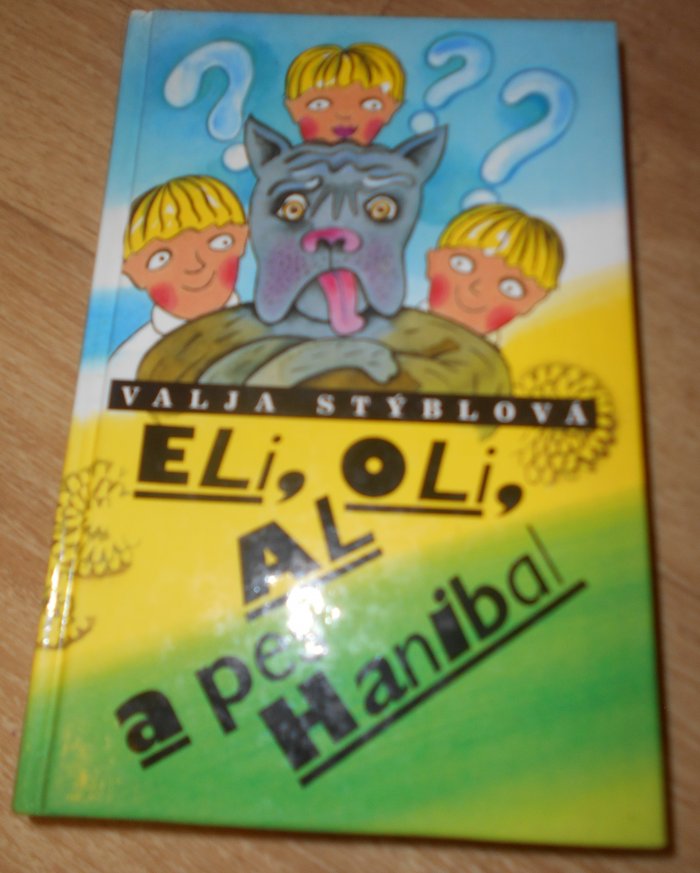 VALJA STÝBLOVÁ
ELi, OLi,
AL
a pes
Hanibal